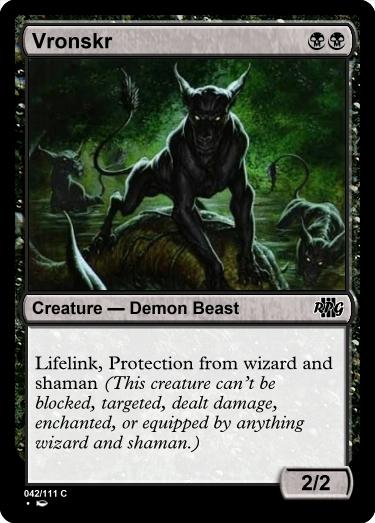 Vronskr
Creature — Demon Beast
RPG
Lifelink, Protection from wizard and
shaman (This creature can't be
blocked, targeted, dealt damage,
enchanted, or equipped by anything
wizard and shaman.)
2/2
042/111 C